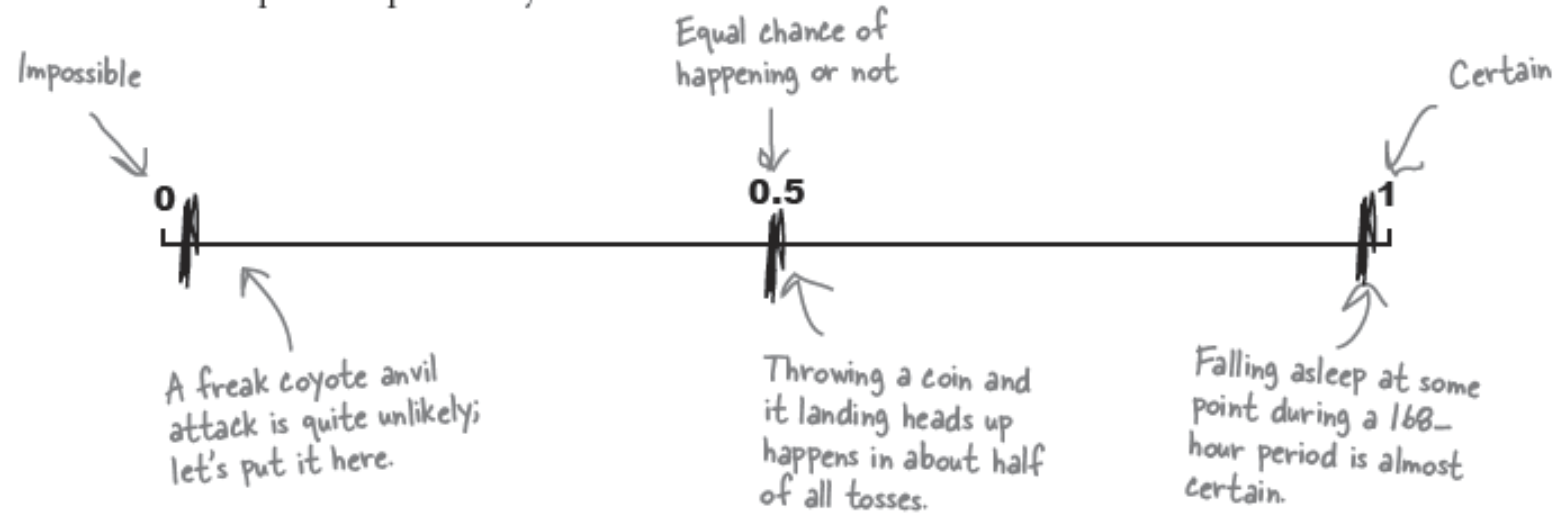 Equal chance of
happening or not
Impossible
Certain
0
0.5
1
A freak coyote anvil
attack is quite unlikely;
let's put it here.
Throwing a coin and
it landing heads up
happens in about half
of all tosses.
Falling asleep at some
point during a 168-
hour period is almost
certain.